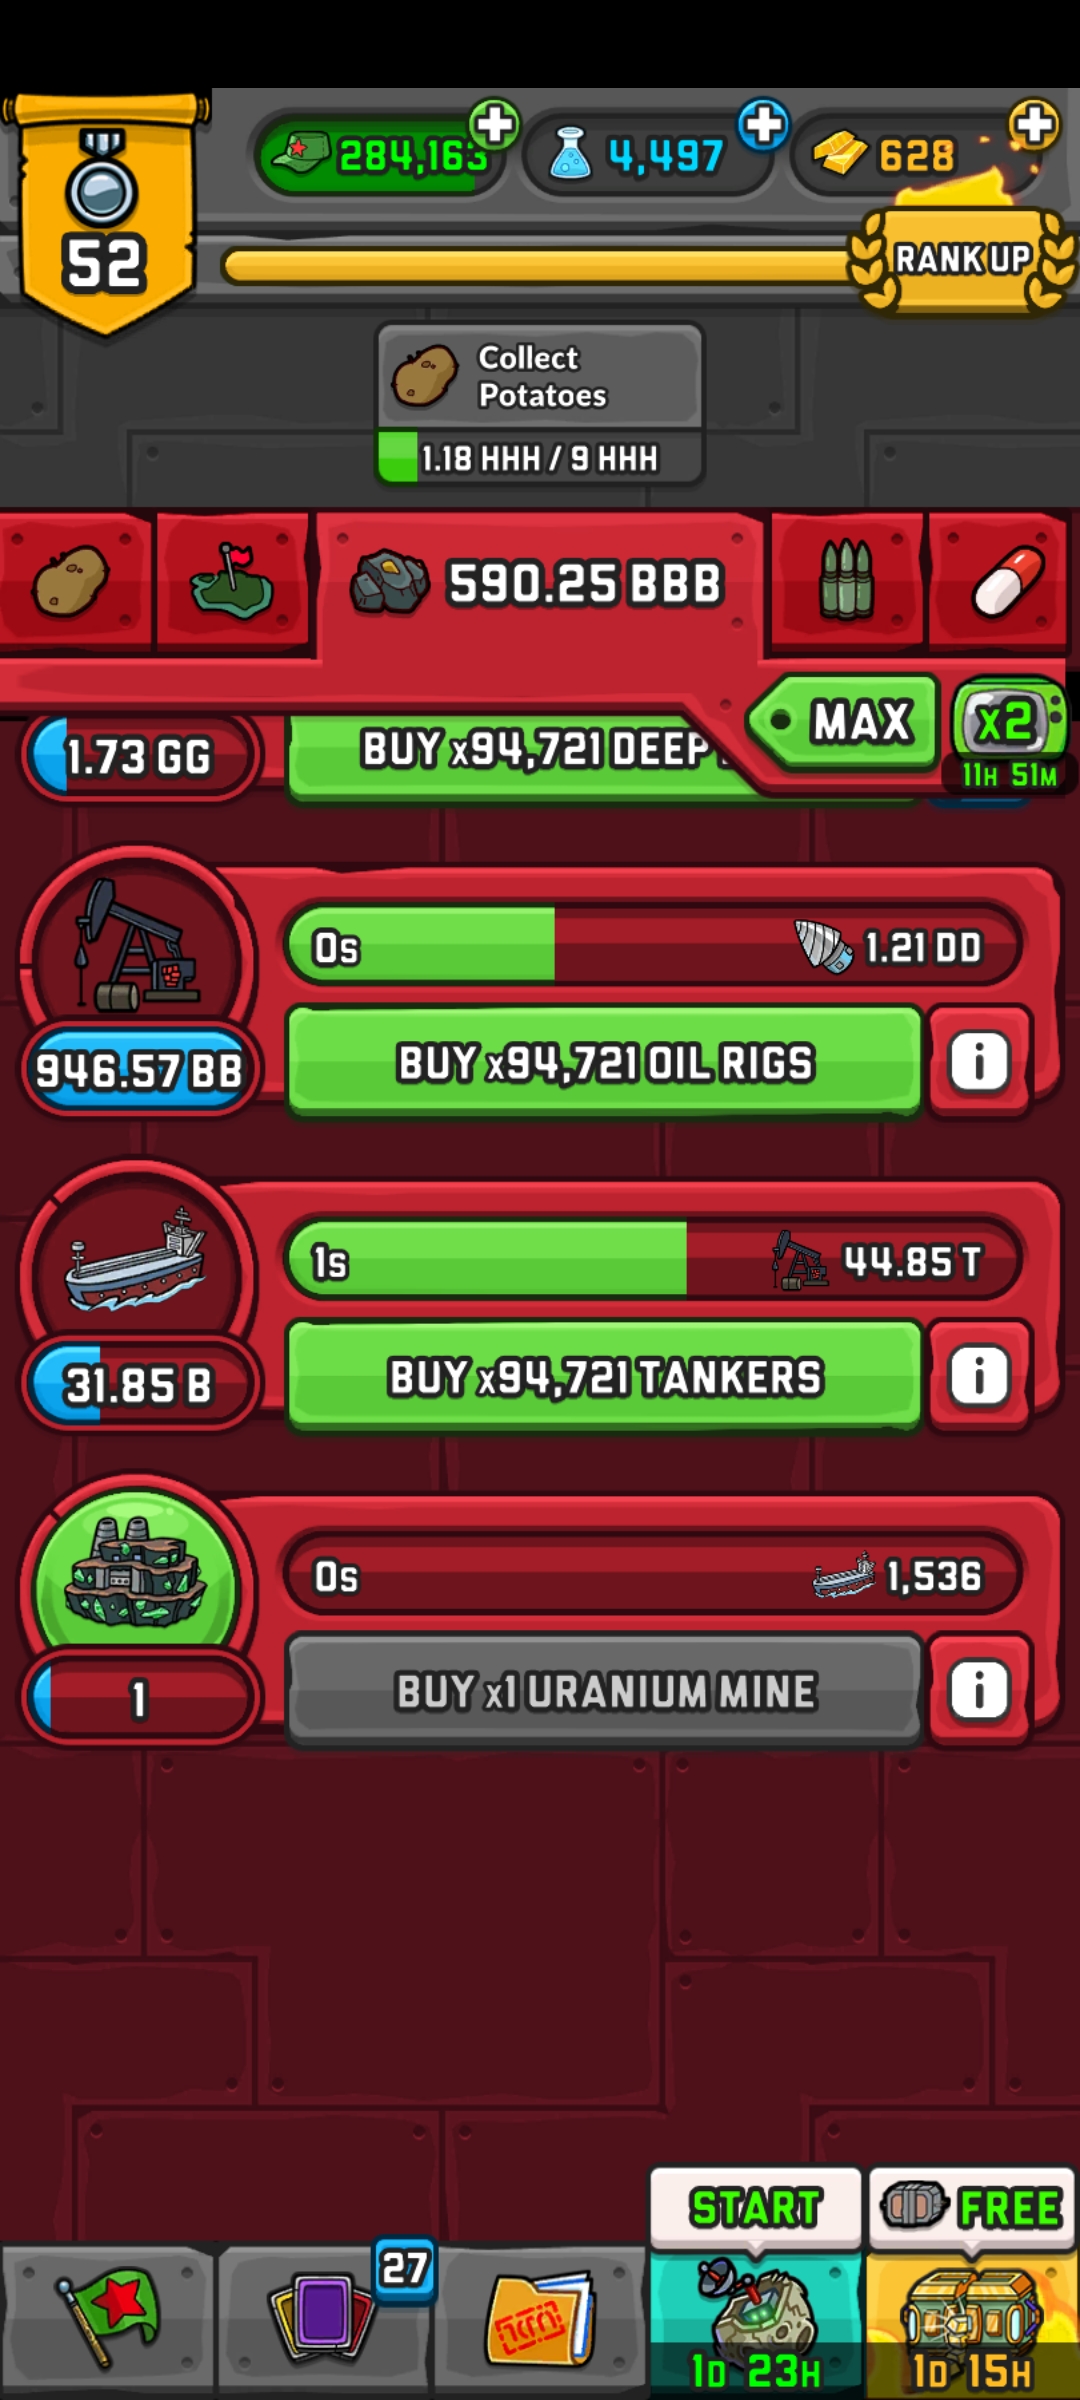 284,163
4,497
628
52
RANK UP
Collect
Potatoes
1.18 HHH / 9 HHH
590.25 BBB
MAX
x2
11H 51M
1.73 GG
BUY x94,721 DEEP
0s
1.21 DD
946.57 BB
BUY x94,721 OIL RIGS
i
1s
44.85 T
31.85 B
BUY x94,721 TANKERS
i
0s
1,536
1
BUY x1 URANIUM MINE
i
START
FREE
27
1D 23H
1D 15H